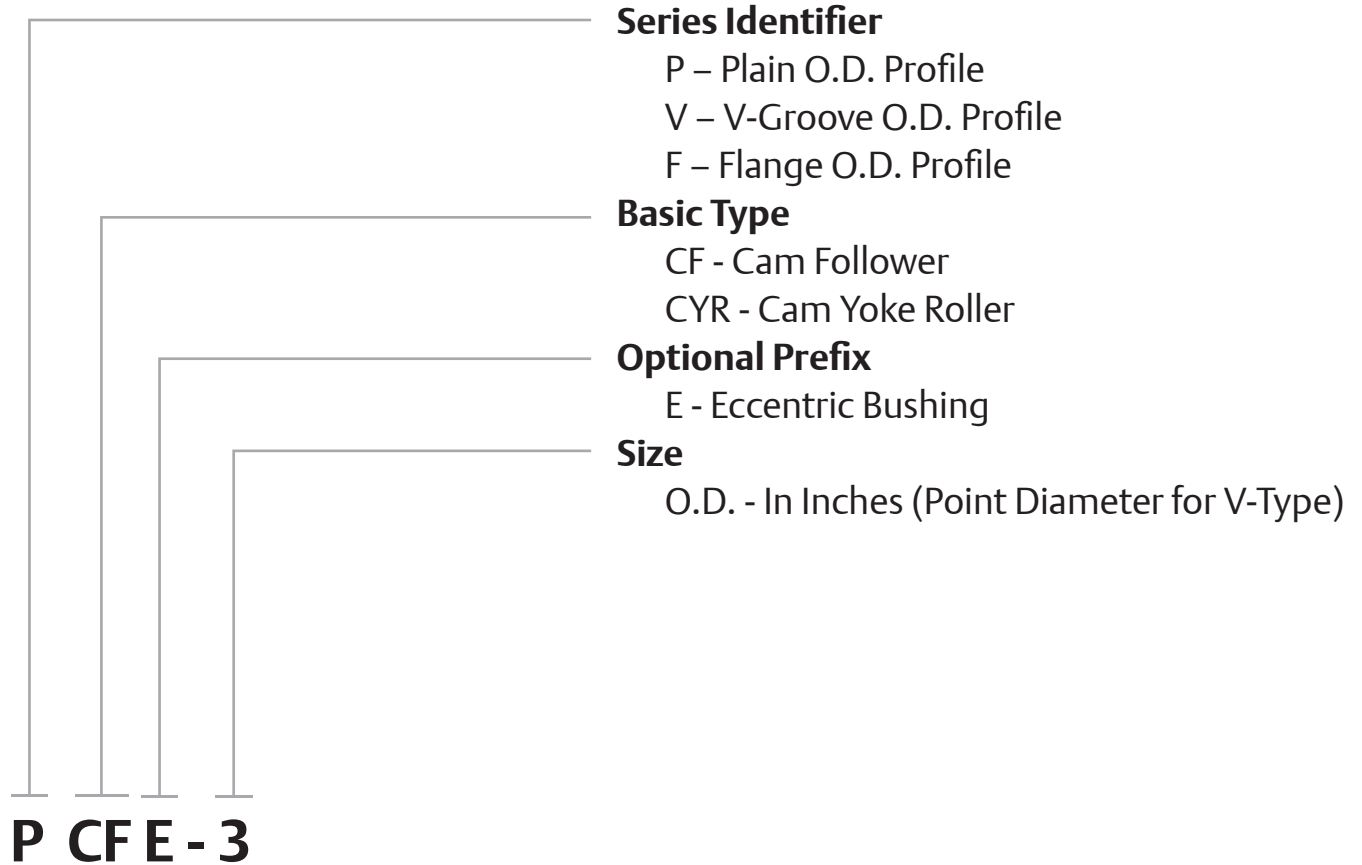 Series Identifier
P – Plain O.D. Profile
V – V-Groove O.D. Profile
F – Flange O.D. Profile
Basic Type
CF - Cam Follower
CYR - Cam Yoke Roller
Optional Prefix
E - Eccentric Bushing
Size
O.D. - In Inches (Point Diameter for V-Type)
P CF E - 3